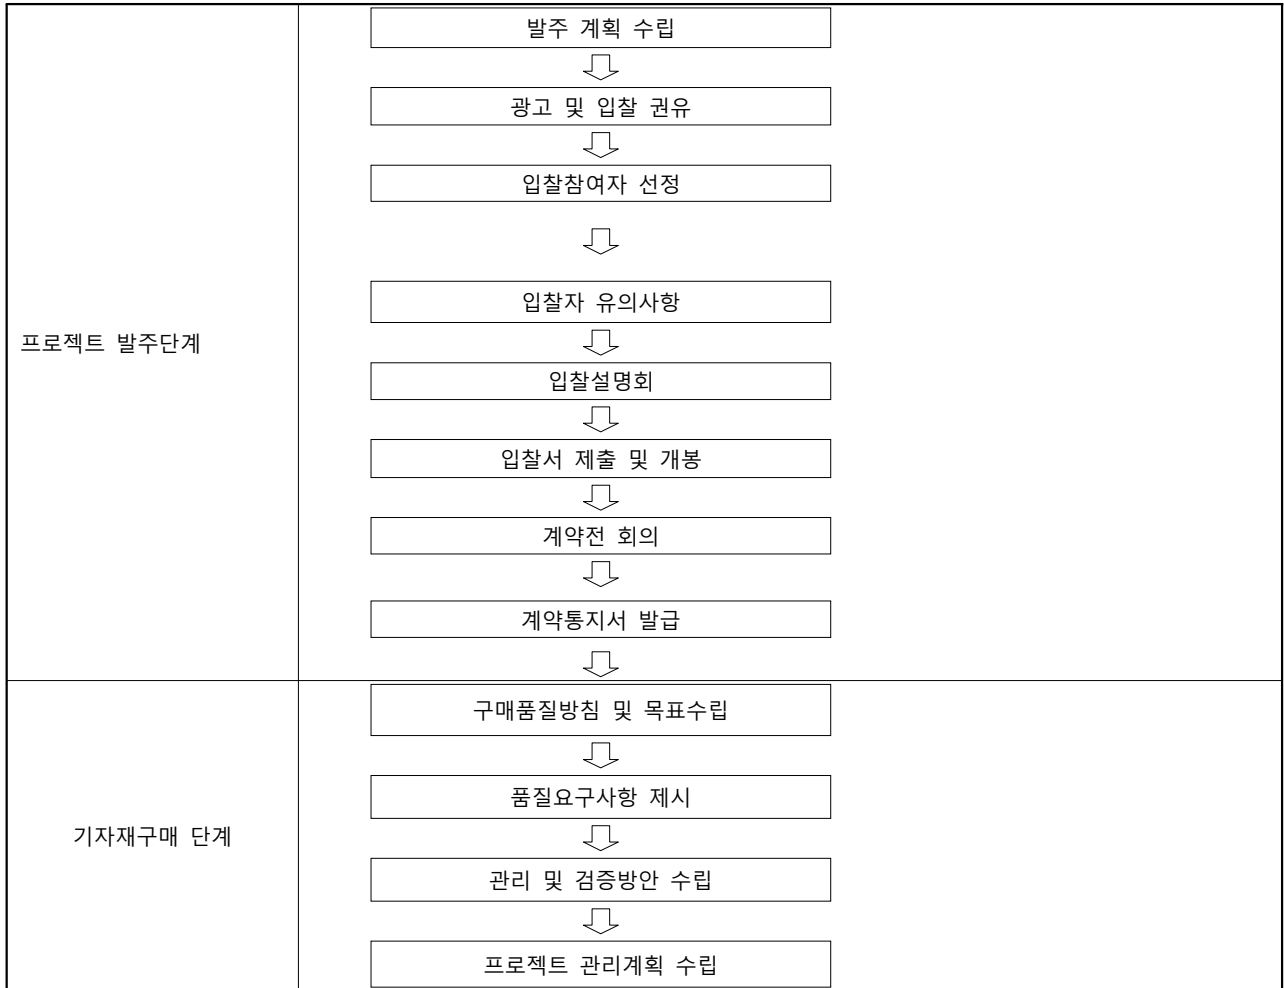 프로젝트 발주단계
발주 계획 수립
광고 및 입찰 권유
입찰참여자 선정
입찰자 유의사항
입찰설명회
입찰서 제출 및 개봉
계약전 회의
계약통지서 발급
기자재구매 단계
구매품질방침 및 목표수립
품질요구사항 제시
관리 및 검증방안 수립
프로젝트 관리계획 수립